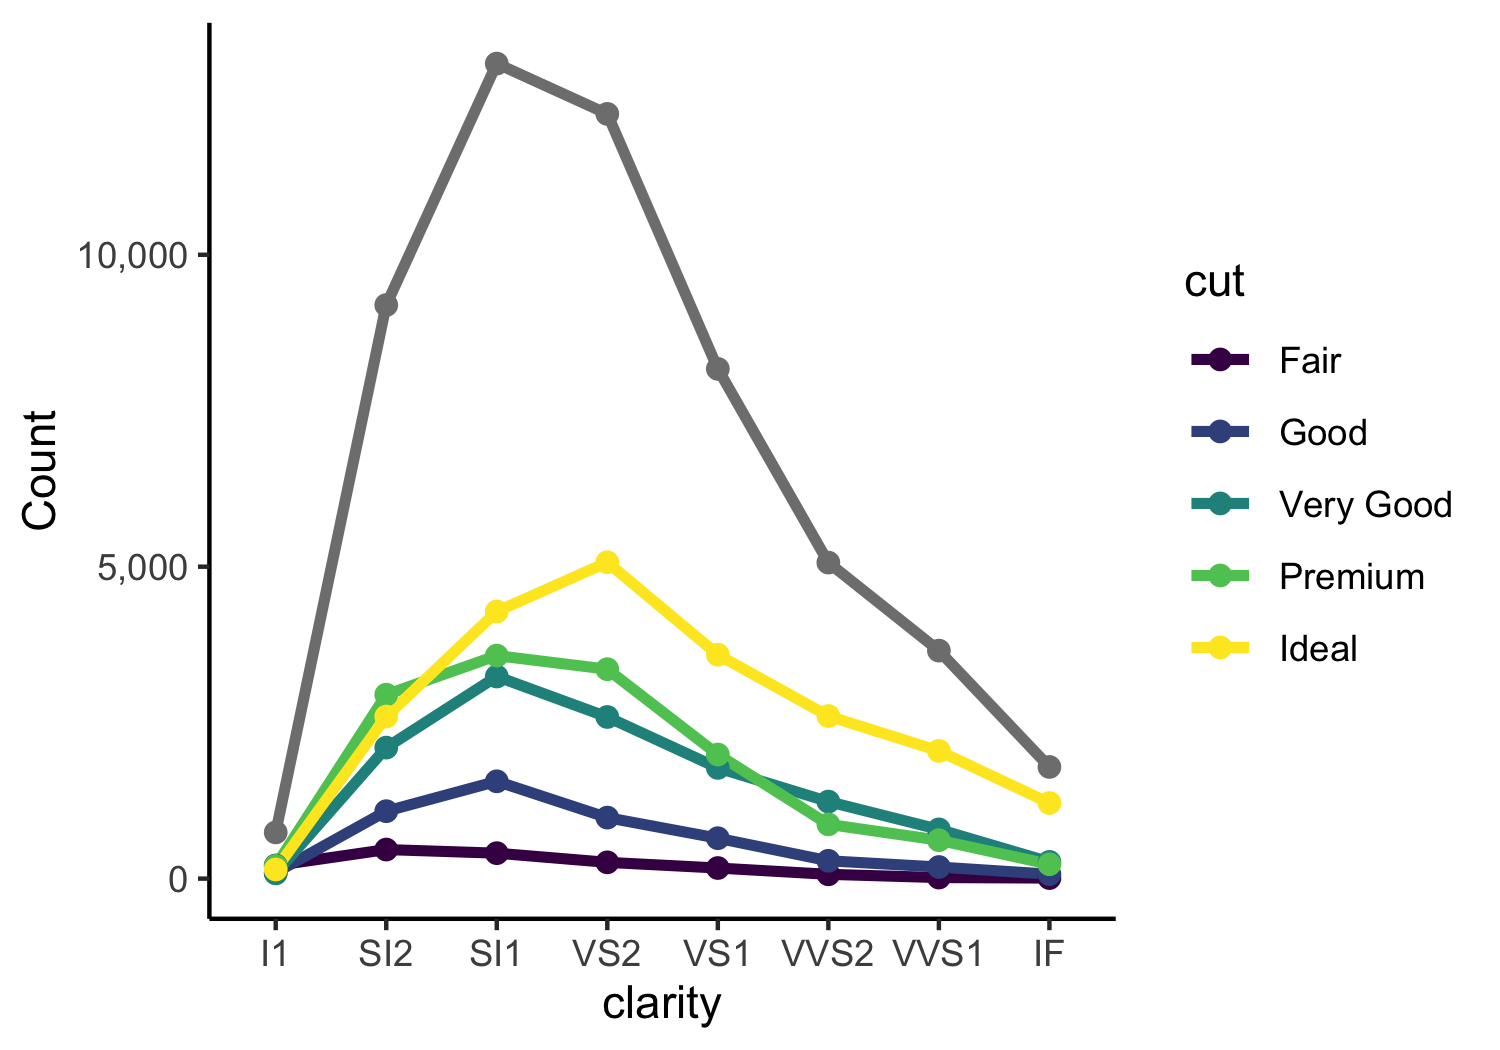 10,000
5,000
0
Count
I1 SI2 SI1 VS2 VS1 VVS2 VVS1 IF
clarity
cut
Fair
Good
Very Good
Premium
Ideal